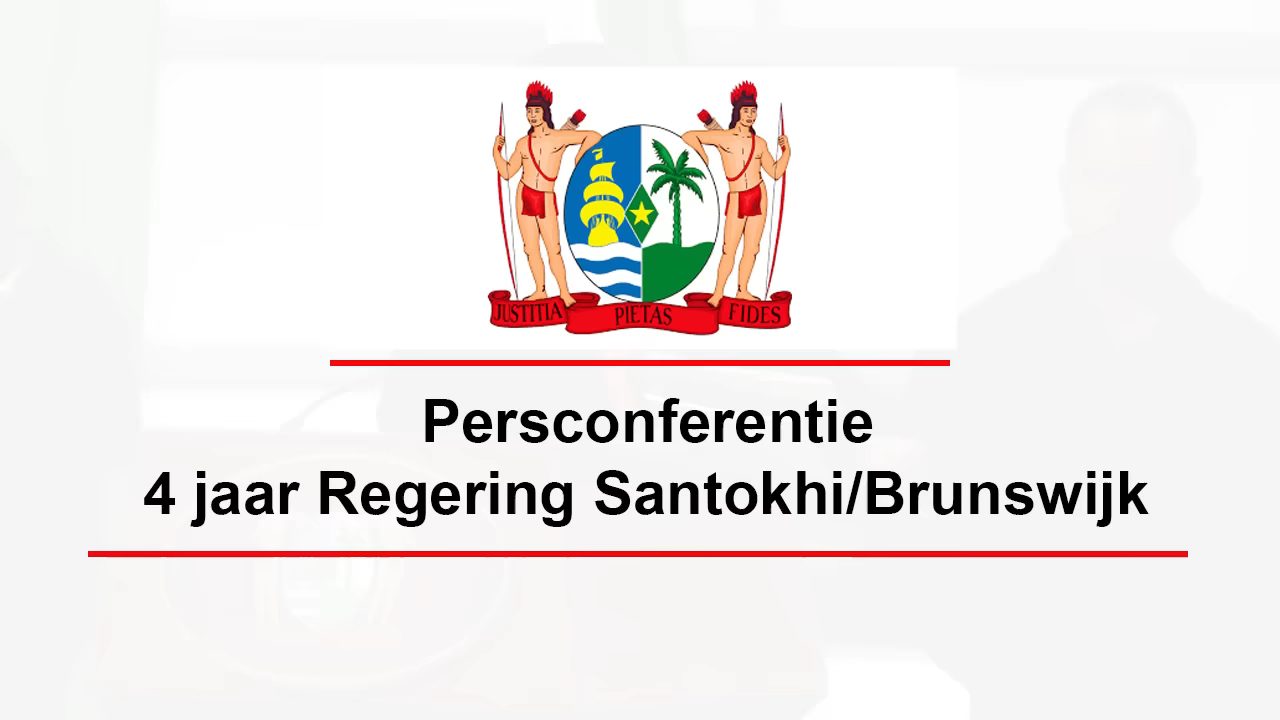 JUSTITIA PIETAS FIDES
Persconferentie
4 jaar Regering Santokhi/Brunswijk